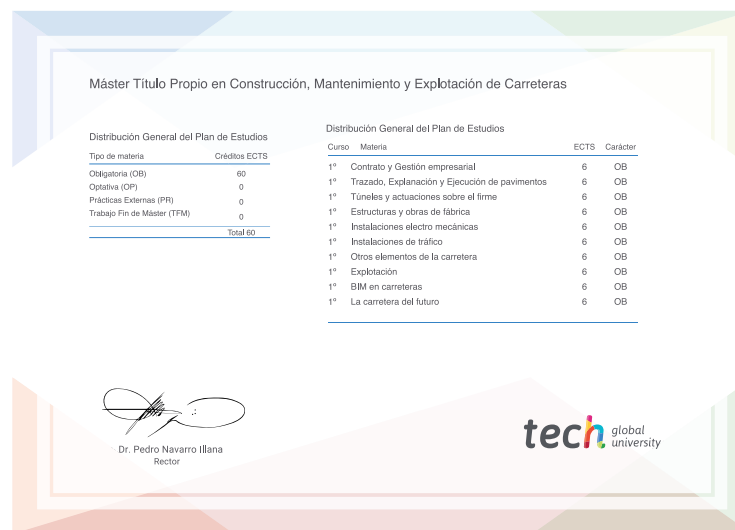 Máster Título Propio en Construcción, Mantenimiento y Explotación de Carreteras
Distribución General del Plan de Estudios
Tipo de materia Créditos ECTS
Obligatoria (OB) 60
Optativa (OP) 0
Prácticas Externas (PR) 0
Trabajo Fin de Máster (TFM) 0
Total 60
Distribución General del Plan de Estudios
Curso Materia ECTS Carácter
1º Contrato y Gestión empresarial 6 OB
1º Trazado, Explanación y Ejecución de pavimentos 6 OB
1º Túneles y actuaciones sobre el firme 6 OB
1º Estructuras y obras de fábrica 6 OB
1º Instalaciones electro mecánicas 6 OB
1º Instalaciones de tráfico 6 OB
1º Otros elementos de la carretera 6 OB
1º Explotación 6 OB
1º BIM en carreteras 6 OB
1º La carretera del futuro 6 OB
Dr. Pedro Navarro Illana
Rector
tech global
university